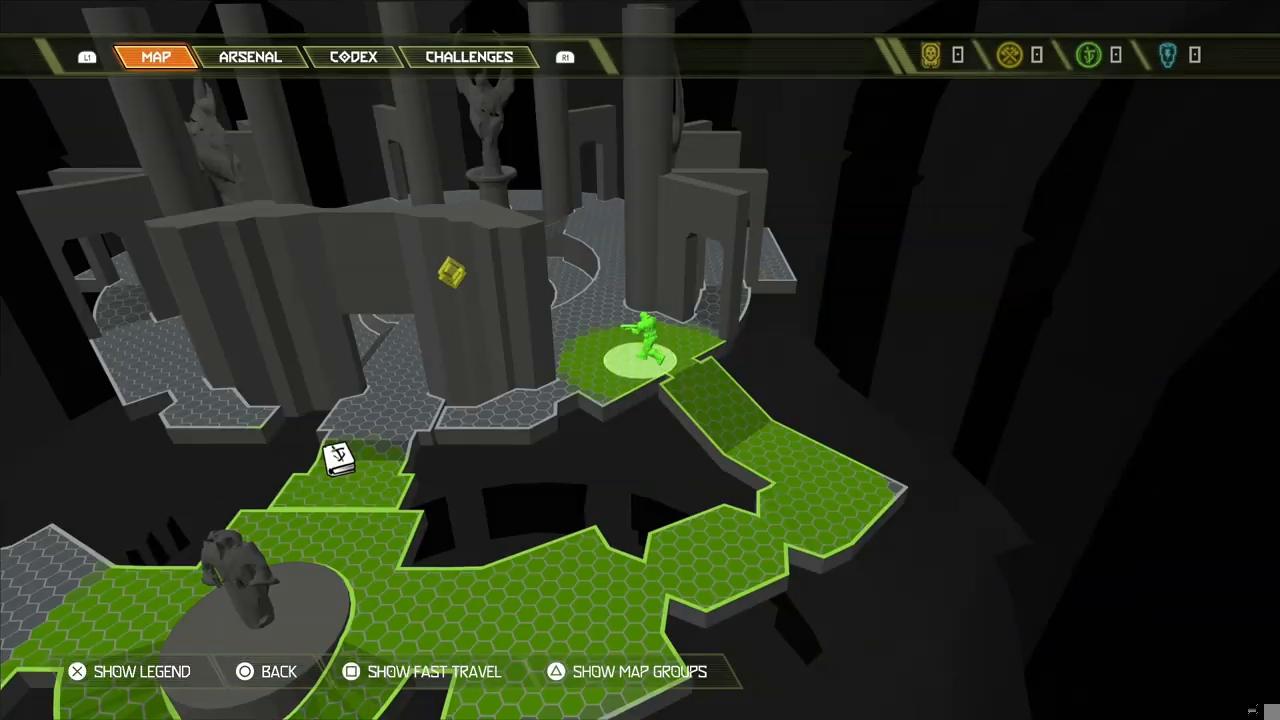 L1 MAP ARSENAL CODEX CHALLENGES R1 0 0 0 0
SHOW LEGEND BACK SHOW FAST TRAVEL SHOW MAP GROUPS